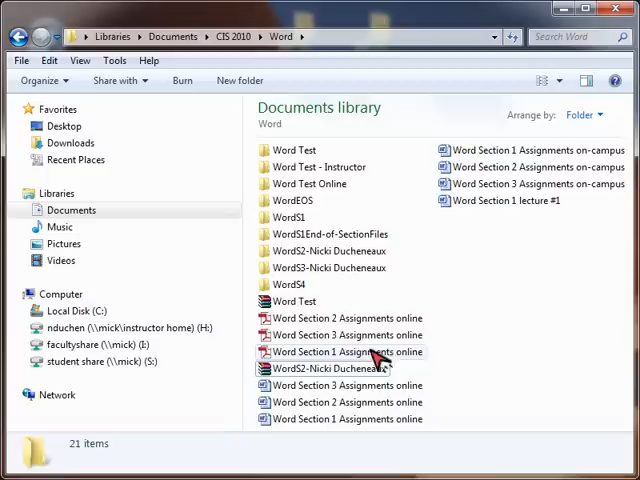 Libraries Documents CIS 2010 Word
Search Word
File Edit View Tools Help
Organize Share with Burn New folder
Favorites
Desktop
Downloads
Recent Places
Libraries
Documents
Music
Pictures
Videos
Computer
Local Disk (C:)
nduchen (\\mick\instructor home) (H:)
facultyshare (\\mick) (I:)
student share (\\mick) (S:)
Network
Documents library
Word
Arrange by: Folder
Word Test
Word Test - Instructor
Word Test Online
WordEOS
WordS1
WordS1End-of-SectionFiles
WordS2-Nicki Ducheneaux
WordS3-Nicki Ducheneaux
WordS4
Word Test
Word Section 2 Assignments online
Word Section 3 Assignments online
Word Section 1 Assignments online
WordS2-Nicki Ducheneaux
Word Section 3 Assignments online
Word Section 2 Assignments online
Word Section 1 Assignments online
Word Section 1 Assignments on-campus
Word Section 2 Assignments on-campus
Word Section 3 Assignments on-campus
Word Section 1 lecture #1
21 items